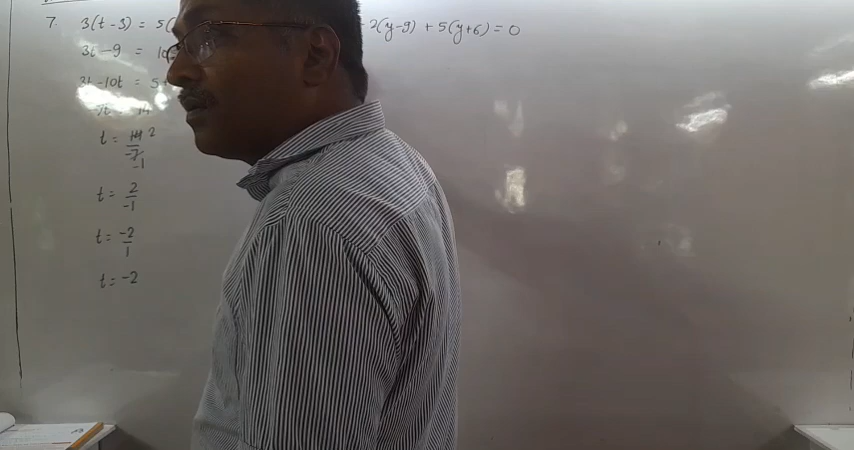 7. 3(t-3) = 5(
3t-9 = 10
3t-10t = 5+
-7t = 14
t = 14 2 / -7 -1
t = 2/-1
t = -2/1
t = -2
2(y-9) + 5(y+6) = 0